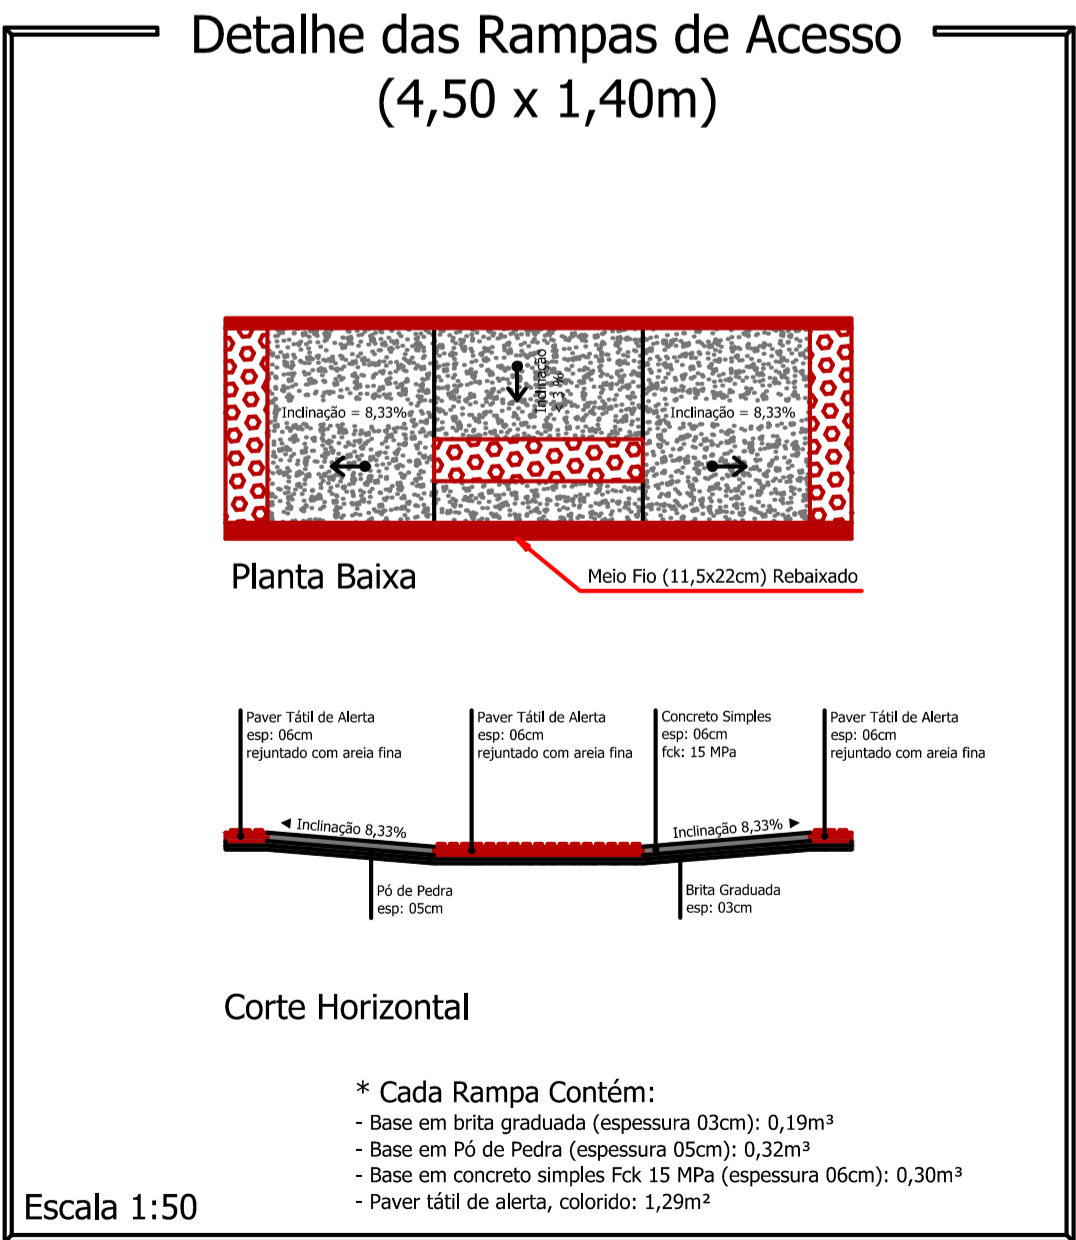 Detalhe das Rampas de Acesso
(4,50 x 1,40m)
Inclinação = 8,33%
Inclinação
< 3 %
Inclinação = 8,33%
Planta Baixa
Meio Fio (11,5x22cm) Rebaixado
Paver Tátil de Alerta
esp: 06cm
rejuntado com areia fina
Paver Tátil de Alerta
esp: 06cm
rejuntado com areia fina
Concreto Simples
esp: 06cm
fck: 15 MPa
Paver Tátil de Alerta
esp: 06cm
rejuntado com areia fina
Inclinação 8,33%
Inclinação 8,33%
Pó de Pedra
esp: 05cm
Brita Graduada
esp: 03cm
Corte Horizontal
* Cada Rampa Contém:
- Base em brita graduada (espessura 03cm): 0,19m³
- Base em Pó de Pedra (espessura 05cm): 0,32m³
- Base em concreto simples Fck 15 MPa (espessura 06cm): 0,30m³
- Paver tátil de alerta, colorido: 1,29m²
Escala 1:50